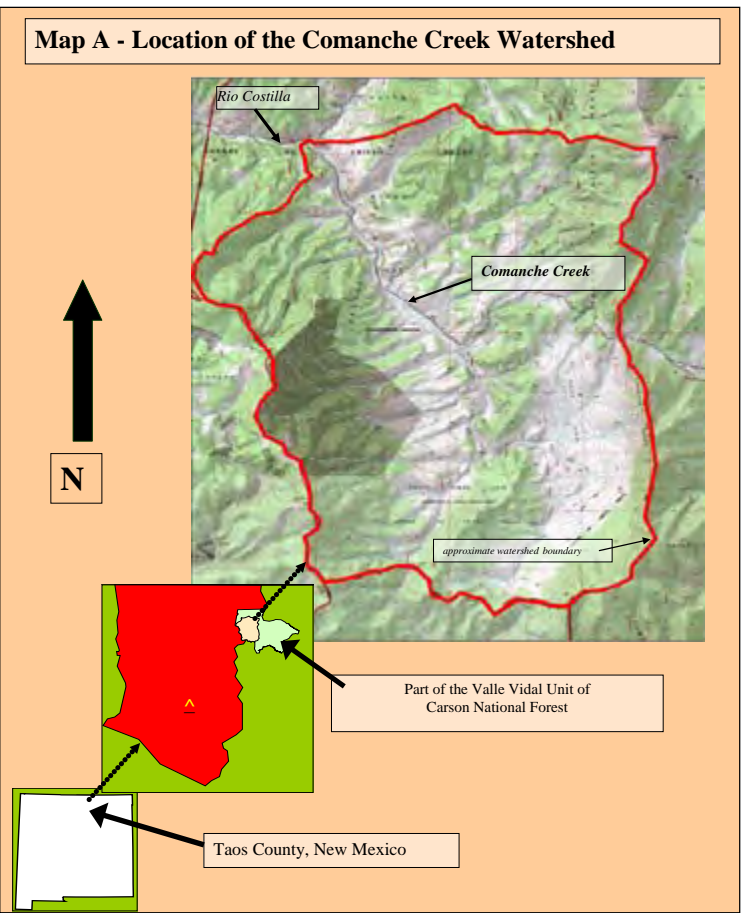 Map A - Location of the Comanche Creek Watershed
Rio Costilla
Comanche Creek
N
approximate watershed boundary
Part of the Valle Vidal Unit of
Carson National Forest
Taos County, New Mexico